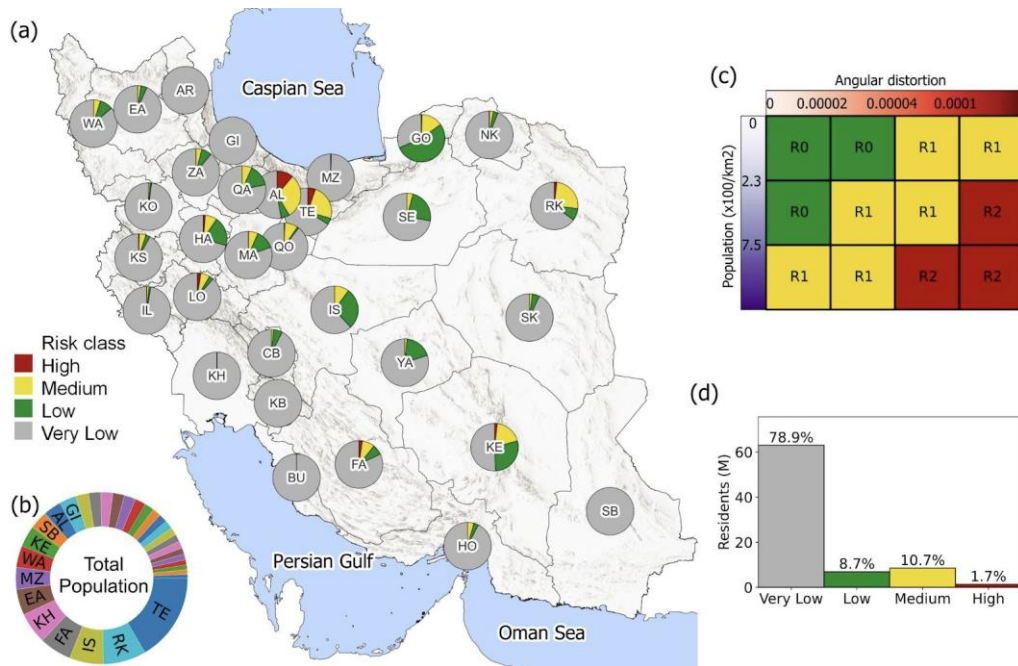 (a)
Caspian Sea
AR
EA
WA
GI
NK
GO
ZA
MZ
QA
AL
TE
RK
KO
SE
HA
QO
MA
KS
LO
IL
IS
SK
CB
YA
KH
KB
KE
FA
BU
SB
HO
Persian Gulf
Oman Sea
Risk class
High
Medium
Low
Very Low
(b)
Total
Population
GI
AL
SB
KE
WA
MZ
EA
KH
FA
IS
RK
TE
(c)
Angular distortion
0 0.00002 0.00004 0.0001
Population (x100/km2)
0
2.3
7.5
R0 R0 R1 R1
R0 R1 R1 R2
R1 R1 R2 R2
(d)
Residents (M)
60
40
20
0
78.9%
8.7%
10.7%
1.7%
Very Low Low Medium High